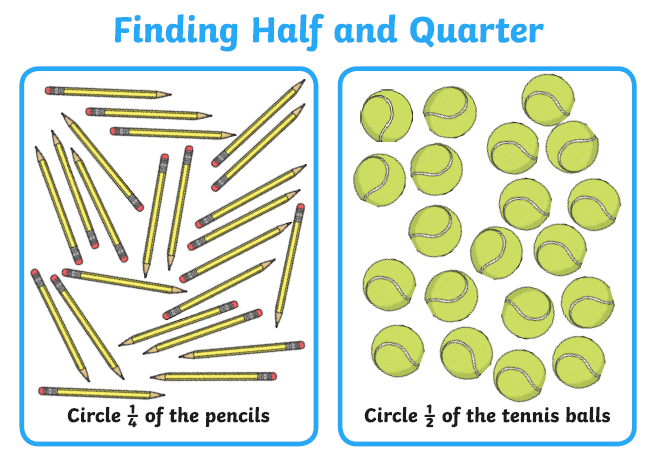 Finding Half and Quarter
Circle 1/4 of the pencils
Circle 1/2 of the tennis balls